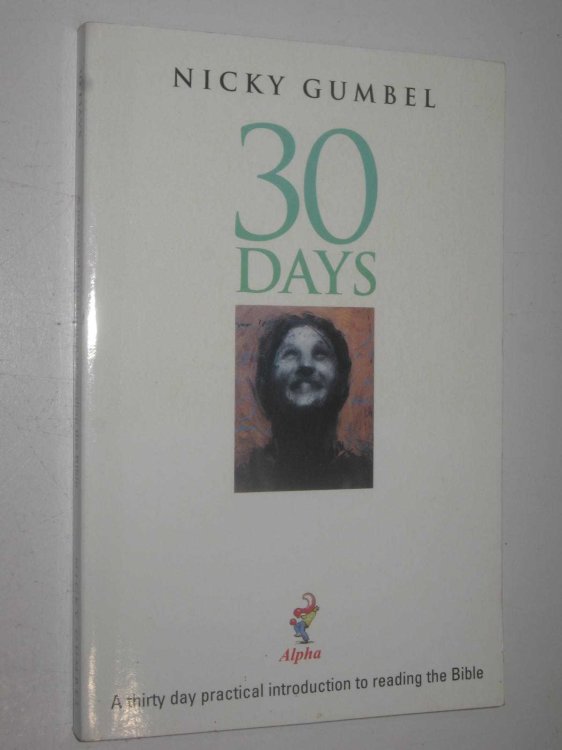 NICKY GUMBEL
30
DAYS
Alpha
A thirty day practical introduction to reading the Bible